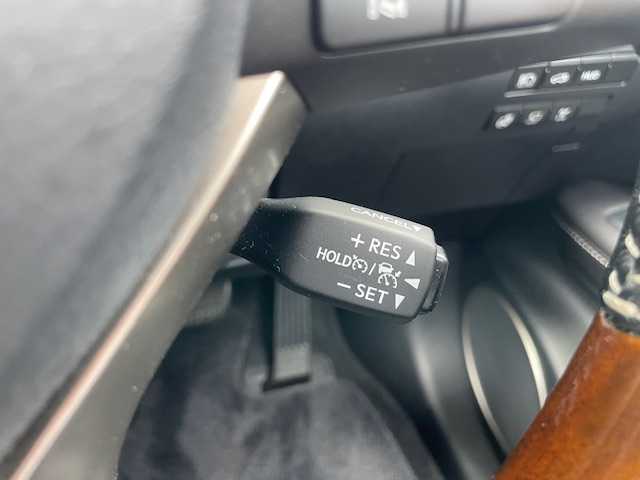 CANCEL
+ RES ▲
HOLD / ◀
− SET ▼